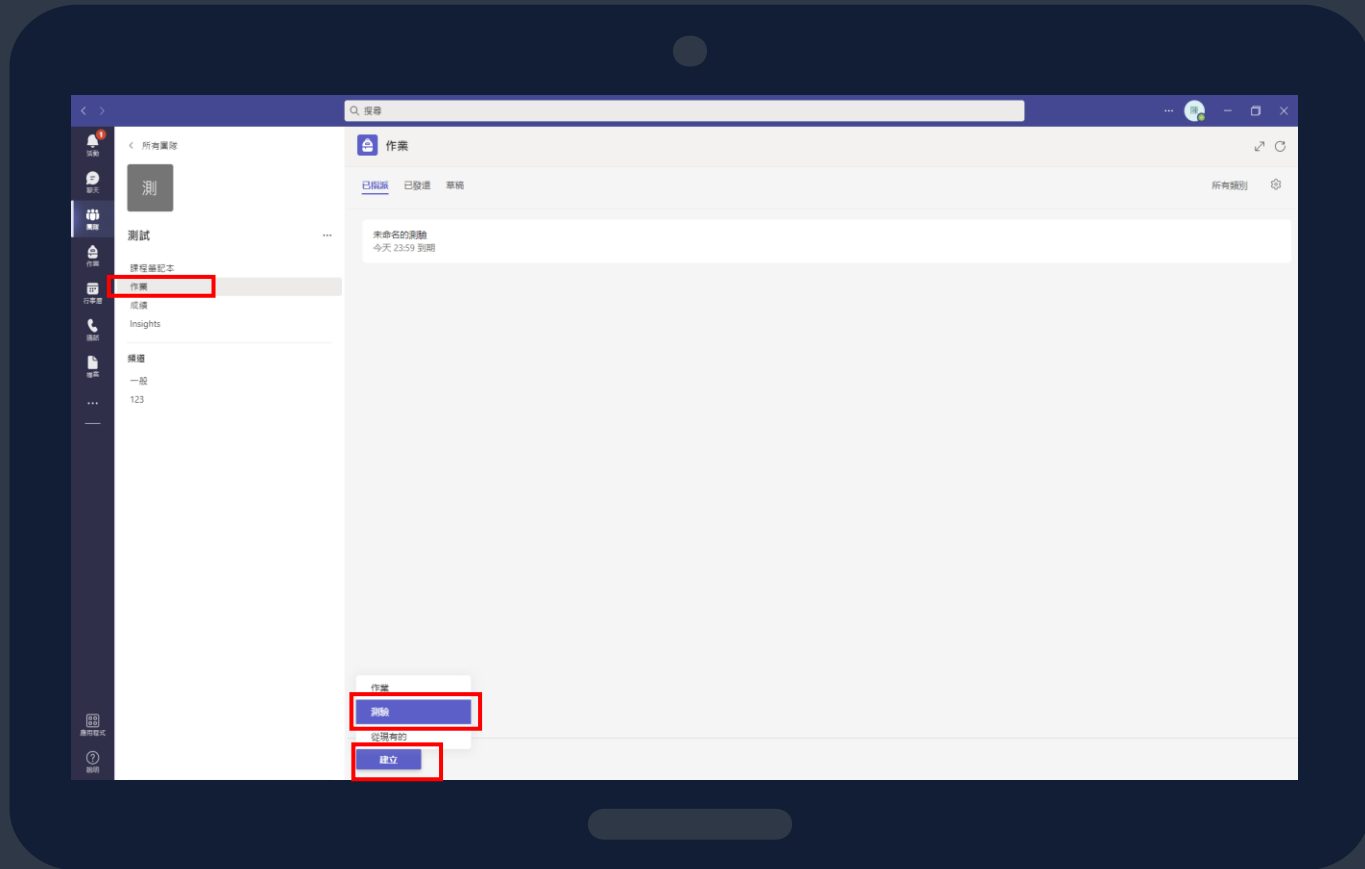 搜尋
陳
1
活動
聊天
團隊
作業
行事曆
通話
檔案
應用程式
說明
所有團隊
測
測試
課程筆記本
作業
成績
Insights
頻道
一般
123
作業
已指派 已發還 草稿
所有類別
未命名的測驗
今天 23:59 到期
作業
測驗
從現有的
建立